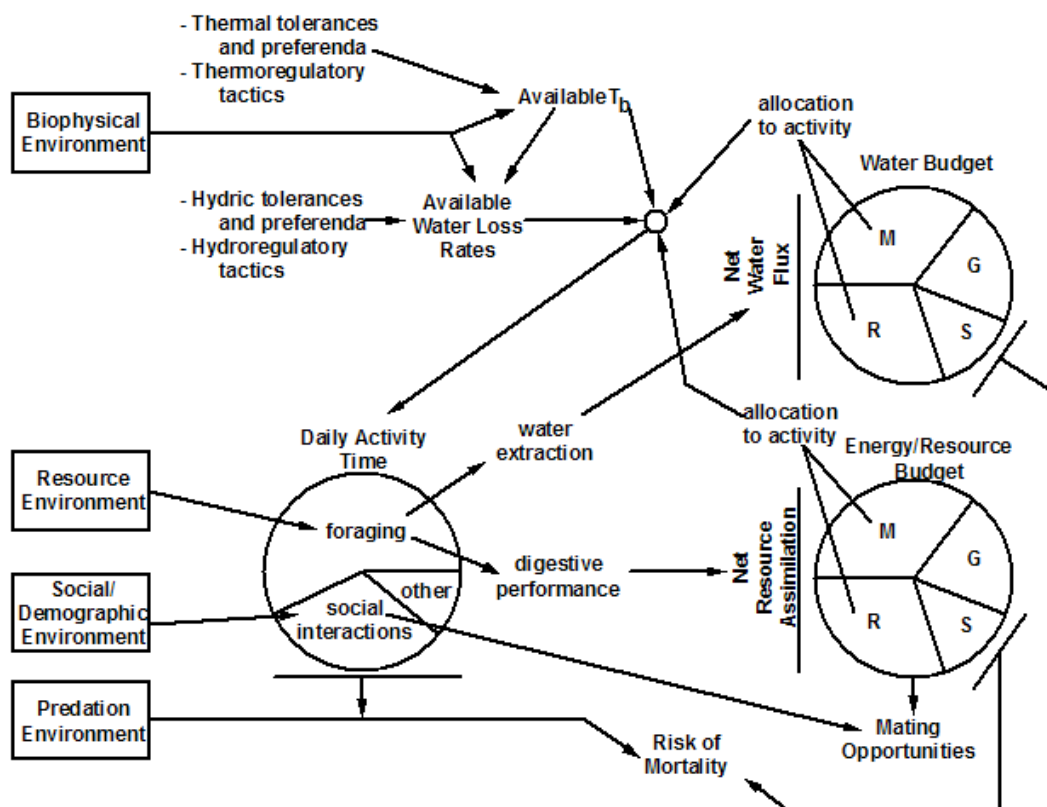 - Thermal tolerances
and preferenda
- Thermoregulatory
tactics
Biophysical
Environment
Available Tb
allocation
to activity
Water Budget
- Hydric tolerances
and preferenda
- Hydroregulatory
tactics
Available
Water Loss
Rates
Net
Water
Flux
M
G
R
S
Daily Activity
Time
water
extraction
allocation
to activity
Energy/Resource
Budget
Resource
Environment
foraging
digestive
performance
Net
Resource
Assimilation
M
G
R
S
other
Social/
Demographic
Environment
social
interactions
Predation
Environment
Risk of
Mortality
Mating
Opportunities